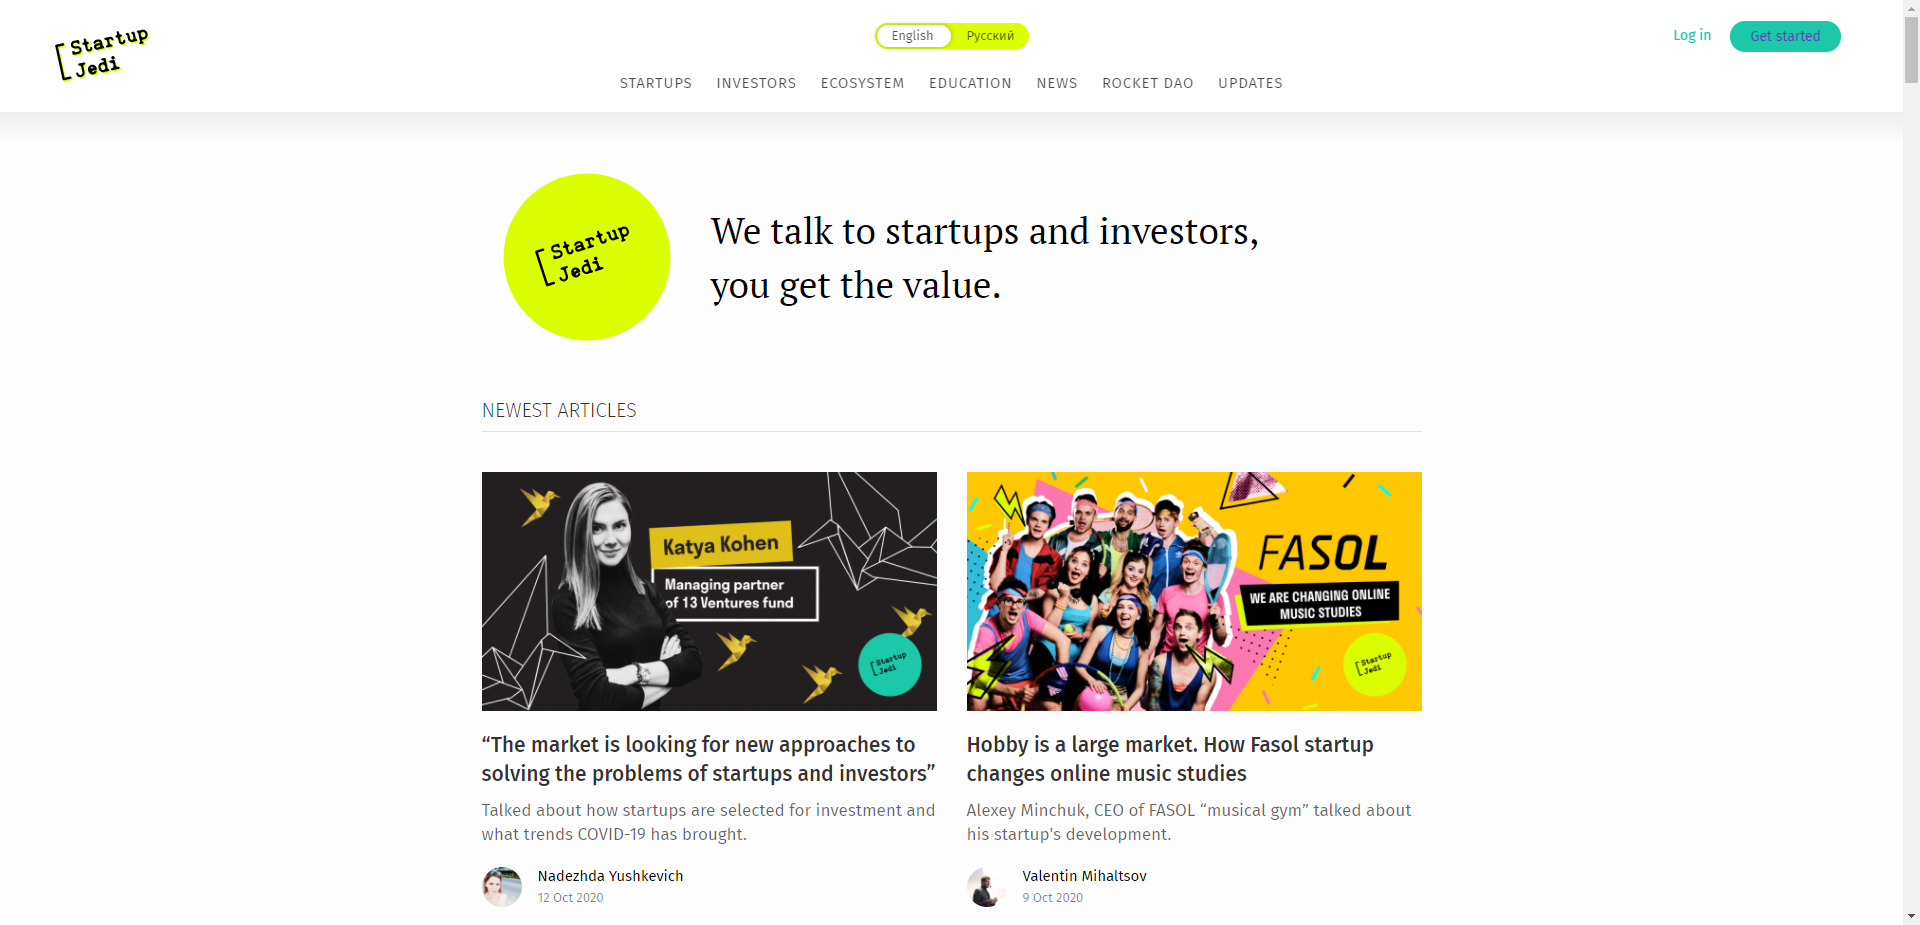 Startup
Jedi
English
Русский
Log in
Get started
STARTUPS
INVESTORS
ECOSYSTEM
EDUCATION
NEWS
ROCKET DAO
UPDATES
Startup
Jedi
We talk to startups and investors,
you get the value.
NEWEST ARTICLES
Katya Kohen
Managing partner
of 13 Ventures fund
Startup
Jedi
FASOL
WE ARE CHANGING ONLINE
MUSIC STUDIES
Startup
Jedi
“The market is looking for new approaches to
solving the problems of startups and investors”
Talked about how startups are selected for investment and
what trends COVID-19 has brought.
Nadezhda Yushkevich
12 Oct 2020
Hobby is a large market. How Fasol startup
changes online music studies
Alexey Minchuk, CEO of FASOL “musical gym” talked about
his startup's development.
Valentin Mihaltsov
9 Oct 2020